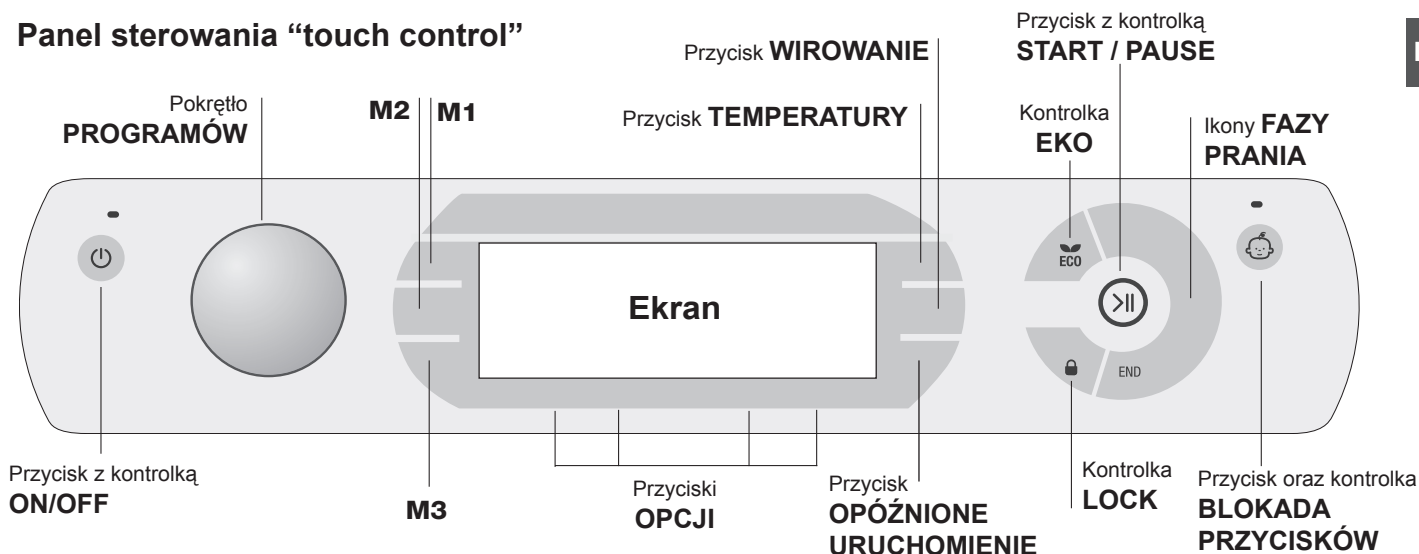 Panel sterowania “touch control”
Przycisk z kontrolką
START / PAUSE
Przycisk WIROWANIE
Pokrętło
PROGRAMÓW
M2 M1
Przycisk TEMPERATURY
Kontrolka
EKO
Ikony FAZY
PRANIA
ECO
Ekran
END
Przycisk z kontrolką
ON/OFF
M3
Przyciski
OPCJI
Przycisk
OPÓŹNIONE
URUCHOMIENIE
Kontrolka
LOCK
Przycisk oraz kontrolka
BLOKADA
PRZYCISKÓW